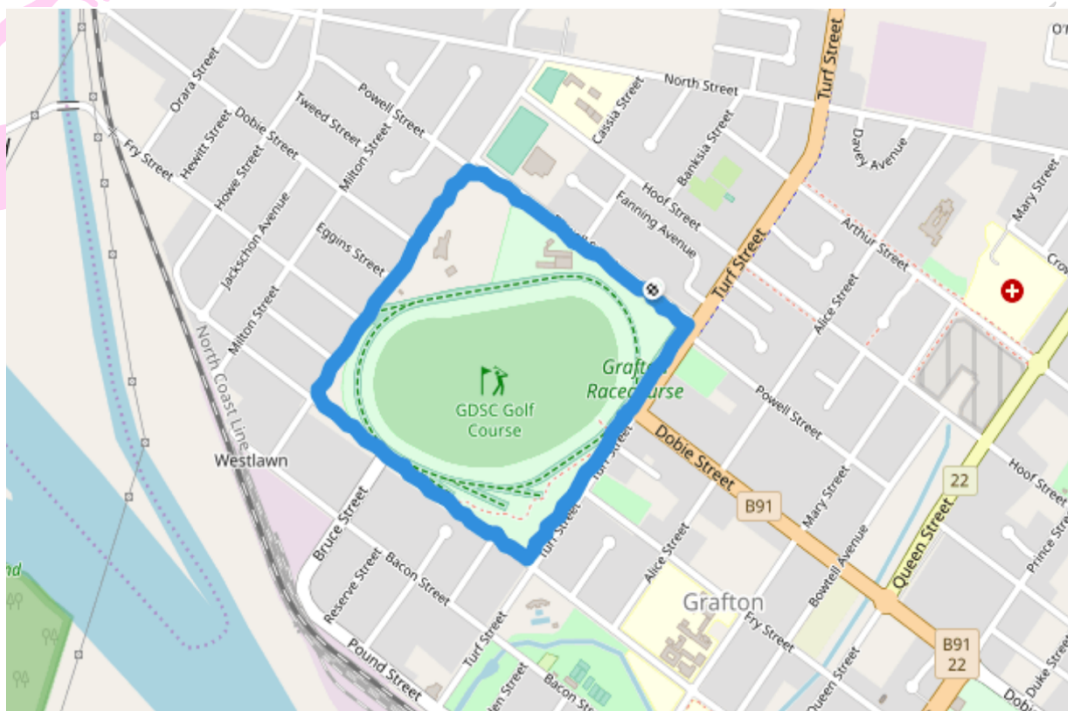 Turf Street
North Street
Orara Street
Powell Street
Cassia Street
Tweed Street
Dobie Street
Hewitt Street
Milton Street
Banksia Street
Davey Avenue
Fry Street
Howe Street
Hoof Street
Mary Street
Fanning Avenue
Arthur Street
Jackschon Avenue
Eggins Street
Turf Street
Alice Street
Milton Street
North Coast Line
Grafton
Racecourse
GDSC Golf
Course
Powell Street
Westlawn
Dobie Street
Turf Street
Hoof Street
22
B91
Mary Street
Queen Street
Bruce Street
Prince Street
Turf Street
Alice Street
Bowtell Avenue
Reserve Street
Bacon Street
Grafton
Fry Street
Turf Street
B91
22
Pound Street
Queen Street
Duke Street
Bacon Street